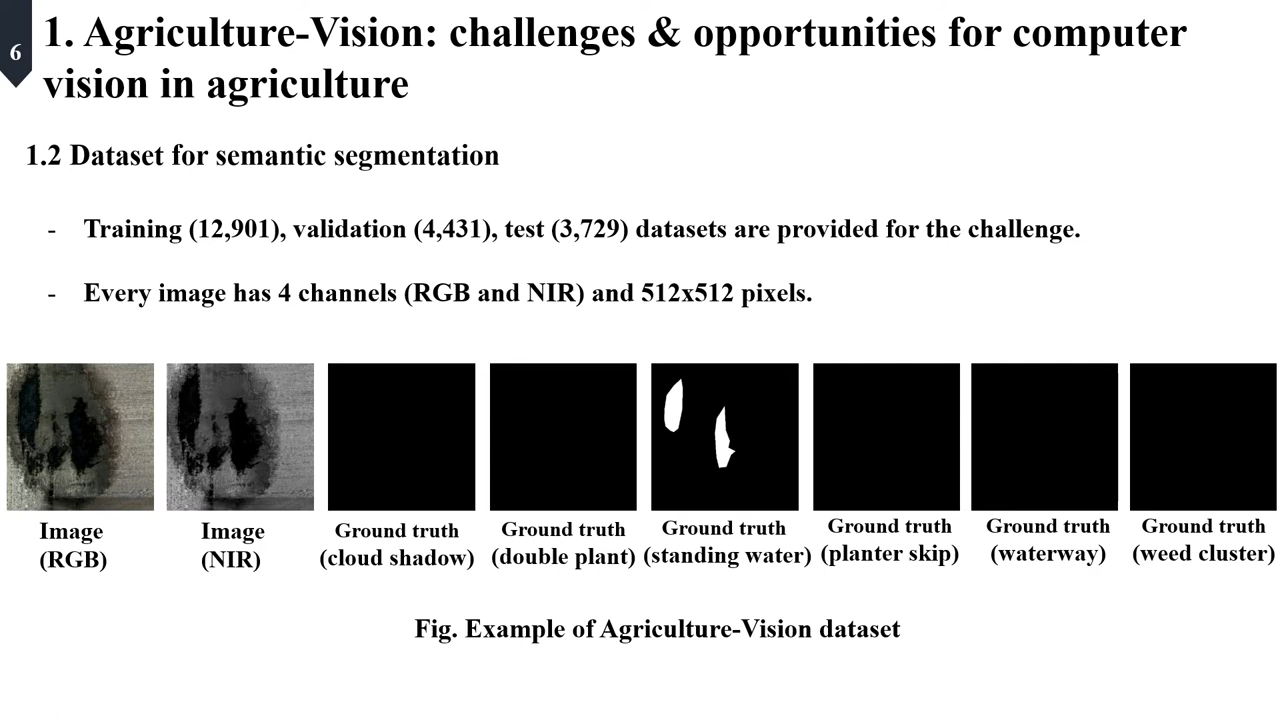 6
1. Agriculture-Vision: challenges & opportunities for computer
vision in agriculture
1.2 Dataset for semantic segmentation
- Training (12,901), validation (4,431), test (3,729) datasets are provided for the challenge.
- Every image has 4 channels (RGB and NIR) and 512x512 pixels.
Image
(RGB)
Image
(NIR)
Ground truth
(cloud shadow)
Ground truth
(double plant)
Ground truth
(standing water)
Ground truth
(planter skip)
Ground truth
(waterway)
Ground truth
(weed cluster)
Fig. Example of Agriculture-Vision dataset